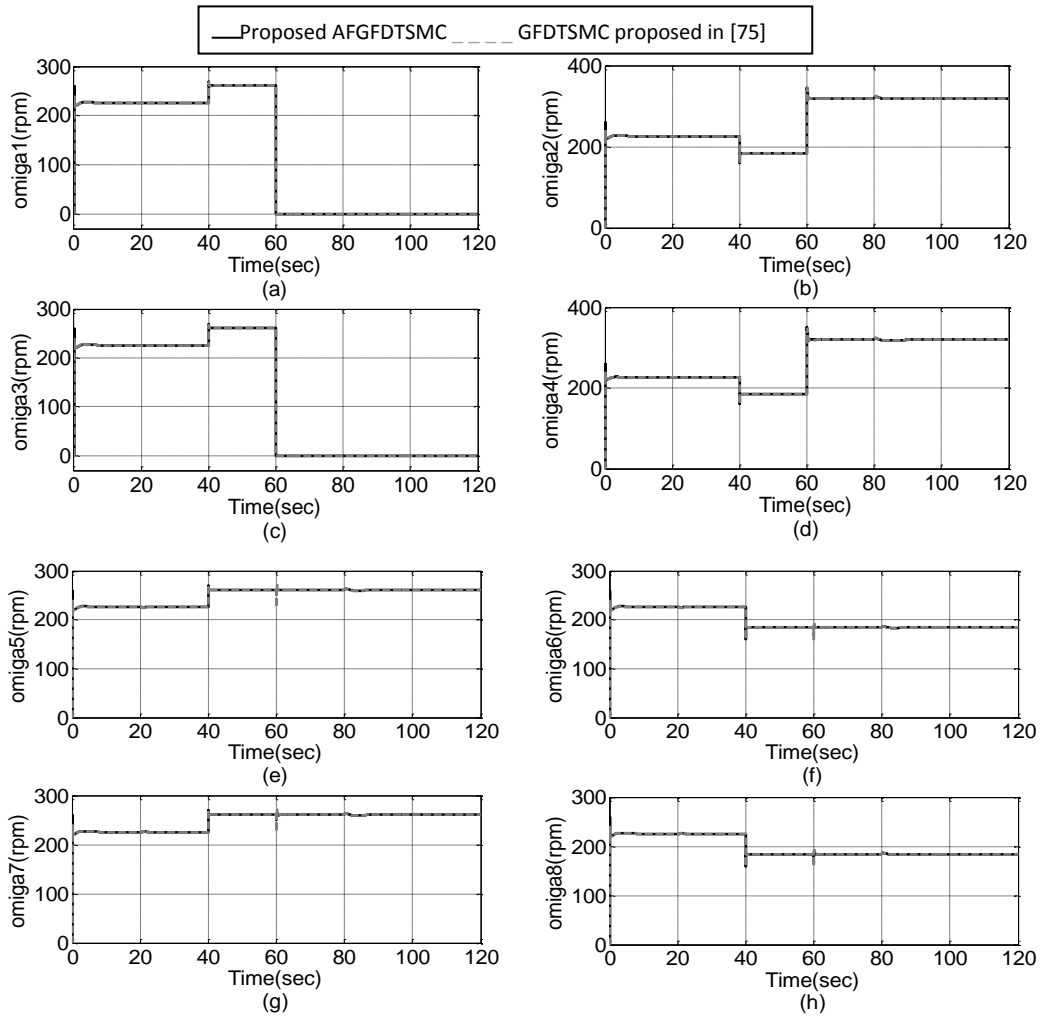 Proposed AFGFDTSMC _ _ _ _ GFDTSMC proposed in [75]
300
200
100
0
omiga1(rpm)
0 20 40 60 80 100 120
Time(sec)
(a)
400
200
0
omiga2(rpm)
0 20 40 60 80 100 120
Time(sec)
(b)
300
200
100
0
omiga3(rpm)
0 20 40 60 80 100 120
Time(sec)
(c)
400
200
0
omiga4(rpm)
0 20 40 60 80 100 120
Time(sec)
(d)
300
200
100
0
omiga5(rpm)
0 20 40 60 80 100 120
Time(sec)
(e)
300
200
100
0
omiga6(rpm)
0 20 40 60 80 100 120
Time(sec)
(f)
300
200
100
0
omiga7(rpm)
0 20 40 60 80 100 120
Time(sec)
(g)
300
200
100
0
omiga8(rpm)
0 20 40 60 80 100 120
Time(sec)
(h)